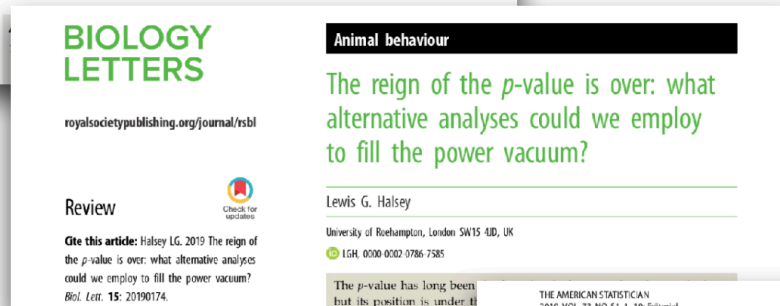 BIOLOGY
LETTERS
royalsocietypublishing.org/journal/rsbl
Review
Check for
updates
Cite this article: Halsey LG. 2019 The reign of
the p-value is over: what alternative analyses
could we employ to fill the power vacuum?
Biol. Lett. 15: 20190174.
Animal behaviour
The reign of the p-value is over: what
alternative analyses could we employ
to fill the power vacuum?
Lewis G. Halsey
University of Roehampton, London SW15 4JD, UK
iD LGH, 0000-0002-0786-7585
The p-value has long been
but its position is under
THE AMERICAN STATISTICIAN